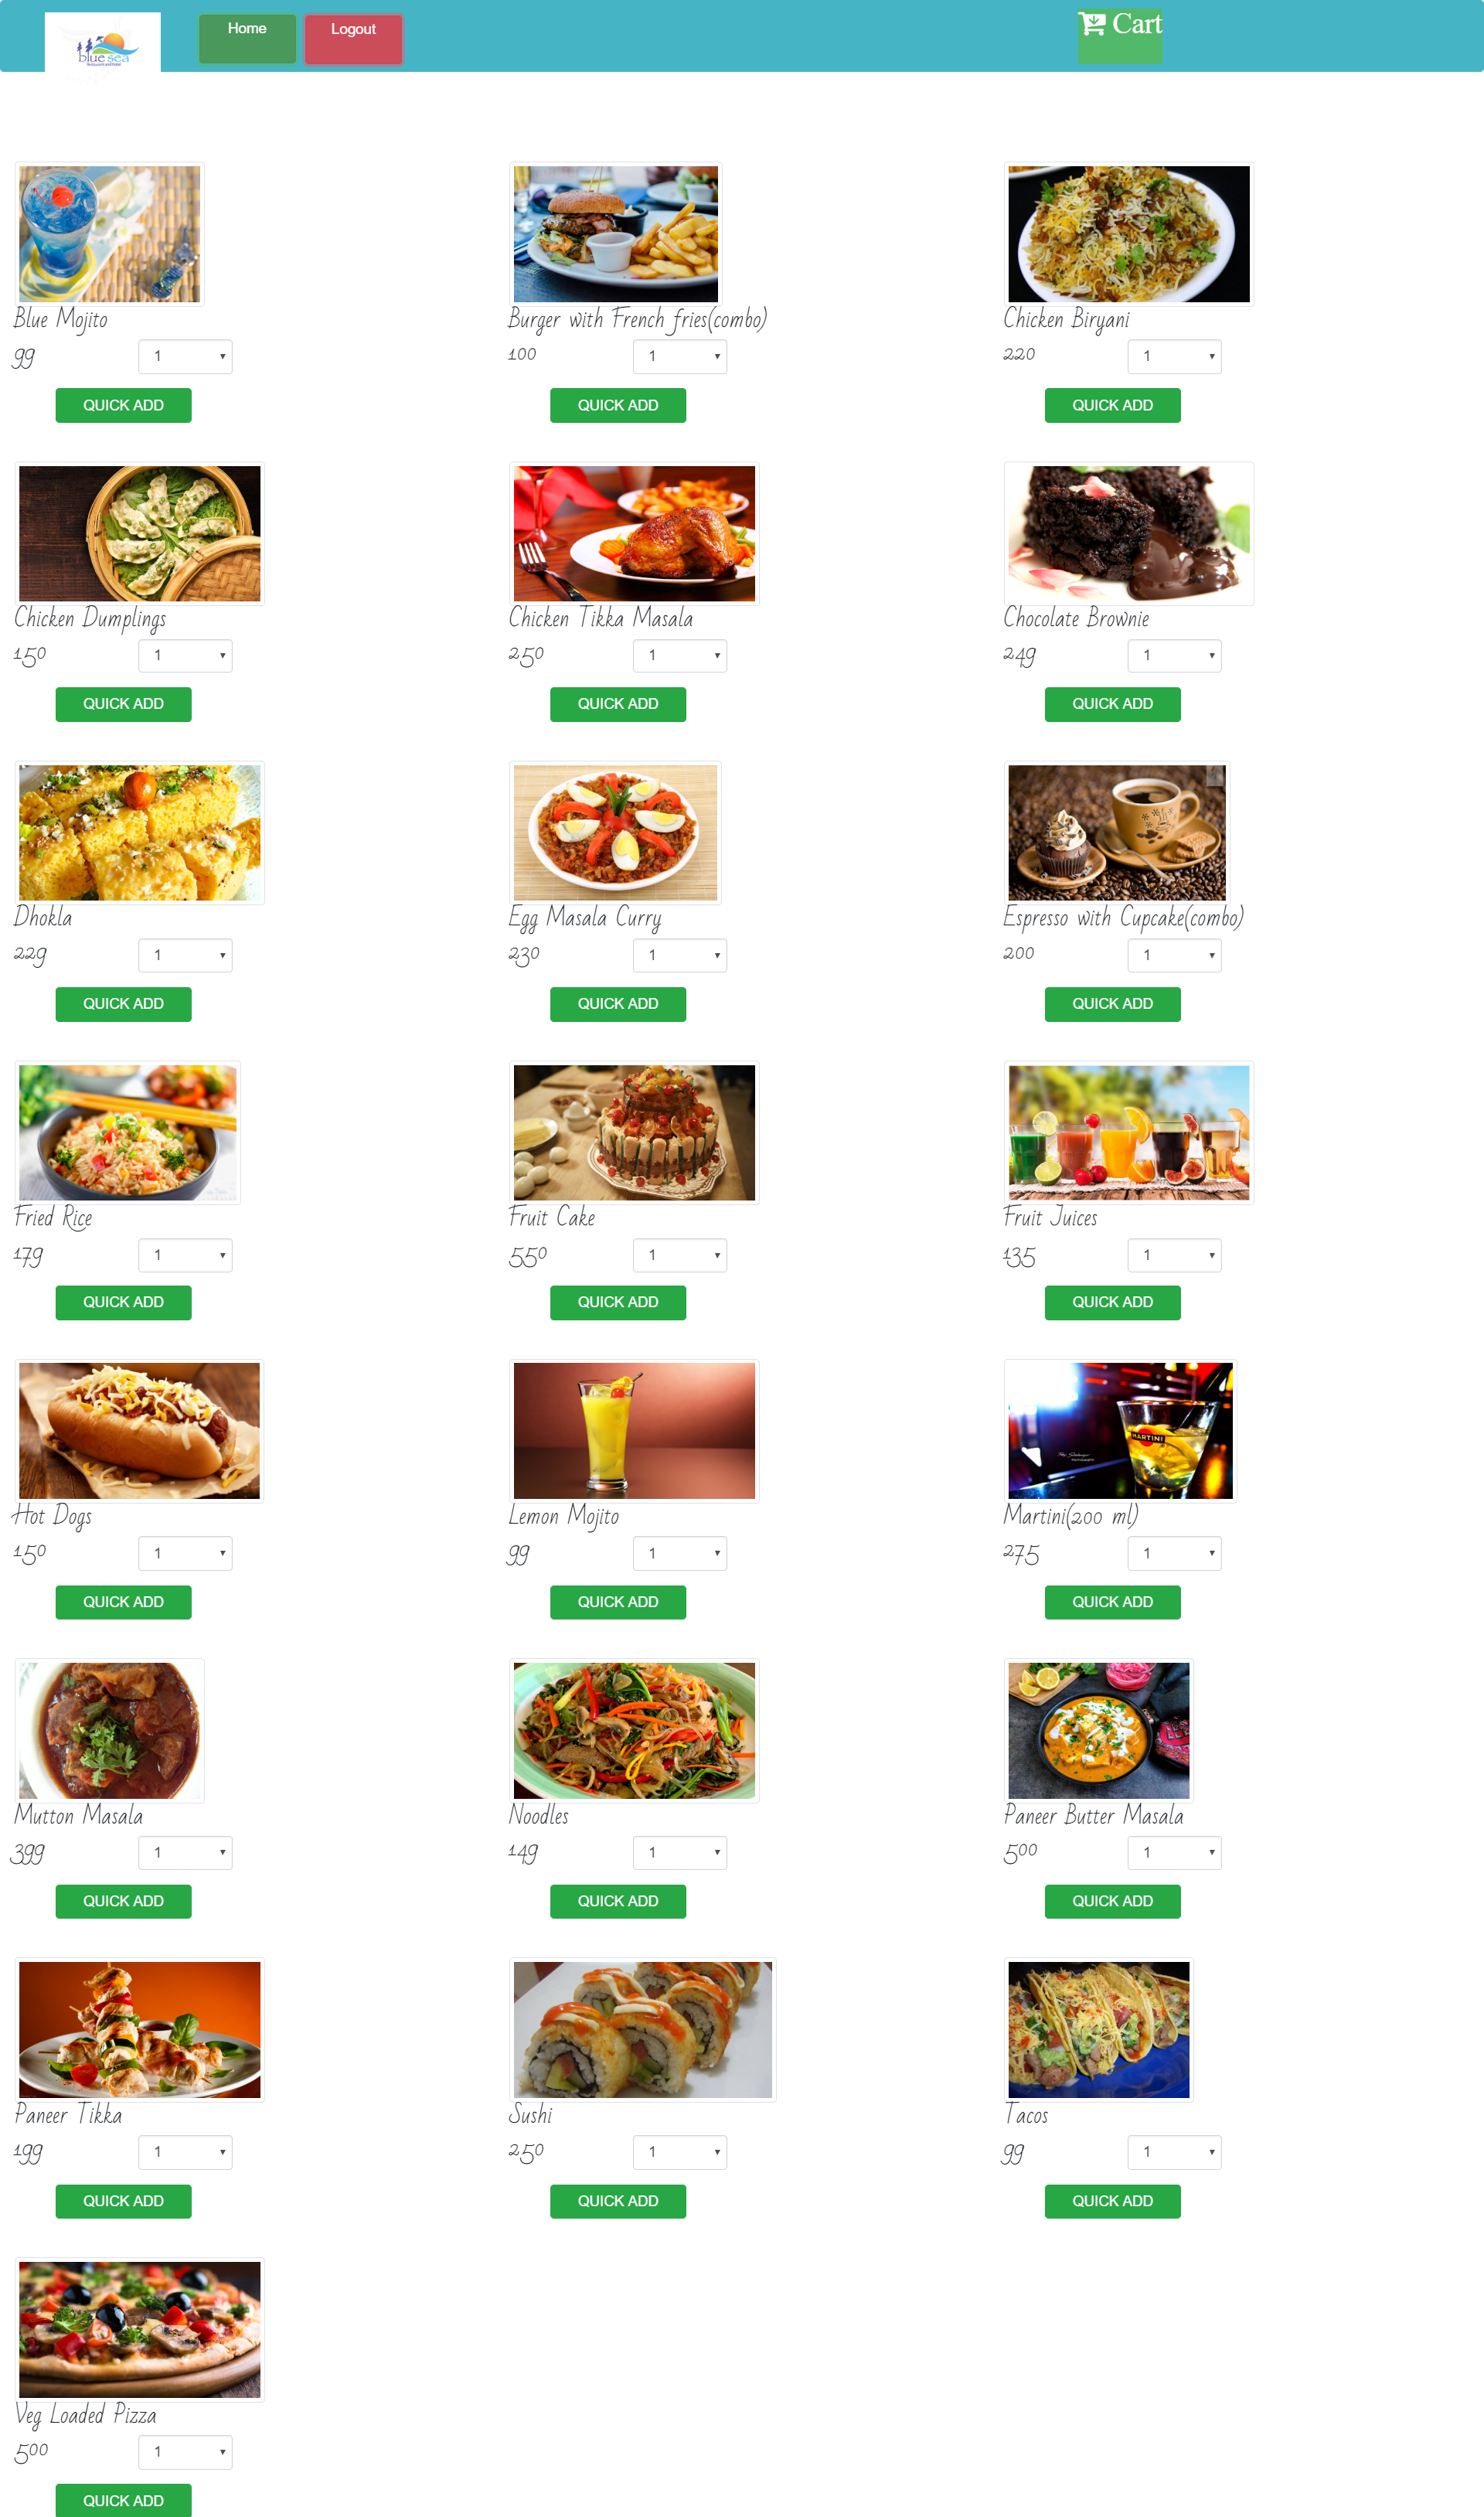 blue sea
Restaurant and Hotel
Home
Logout
Cart
Blue Mojito
99
1
QUICK ADD
Burger with French fries(combo)
100
1
QUICK ADD
Chicken Biryani
220
1
QUICK ADD
Chicken Dumplings
150
1
QUICK ADD
Chicken Tikka Masala
250
1
QUICK ADD
Chocolate Brownie
249
1
QUICK ADD
Dhokla
229
1
QUICK ADD
Egg Masala Curry
230
1
QUICK ADD
Espresso with Cupcake(combo)
200
1
QUICK ADD
Fried Rice
179
1
QUICK ADD
Fruit Cake
550
1
QUICK ADD
Fruit Juices
135
1
QUICK ADD
Hot Dogs
150
1
QUICK ADD
Lemon Mojito
99
1
QUICK ADD
MARTINI
Martini(200 ml)
275
1
QUICK ADD
Mutton Masala
399
1
QUICK ADD
Noodles
149
1
QUICK ADD
Paneer Butter Masala
500
1
QUICK ADD
Paneer Tikka
199
1
QUICK ADD
Sushi
250
1
QUICK ADD
Tacos
99
1
QUICK ADD
Veg Loaded Pizza
500
1
QUICK ADD